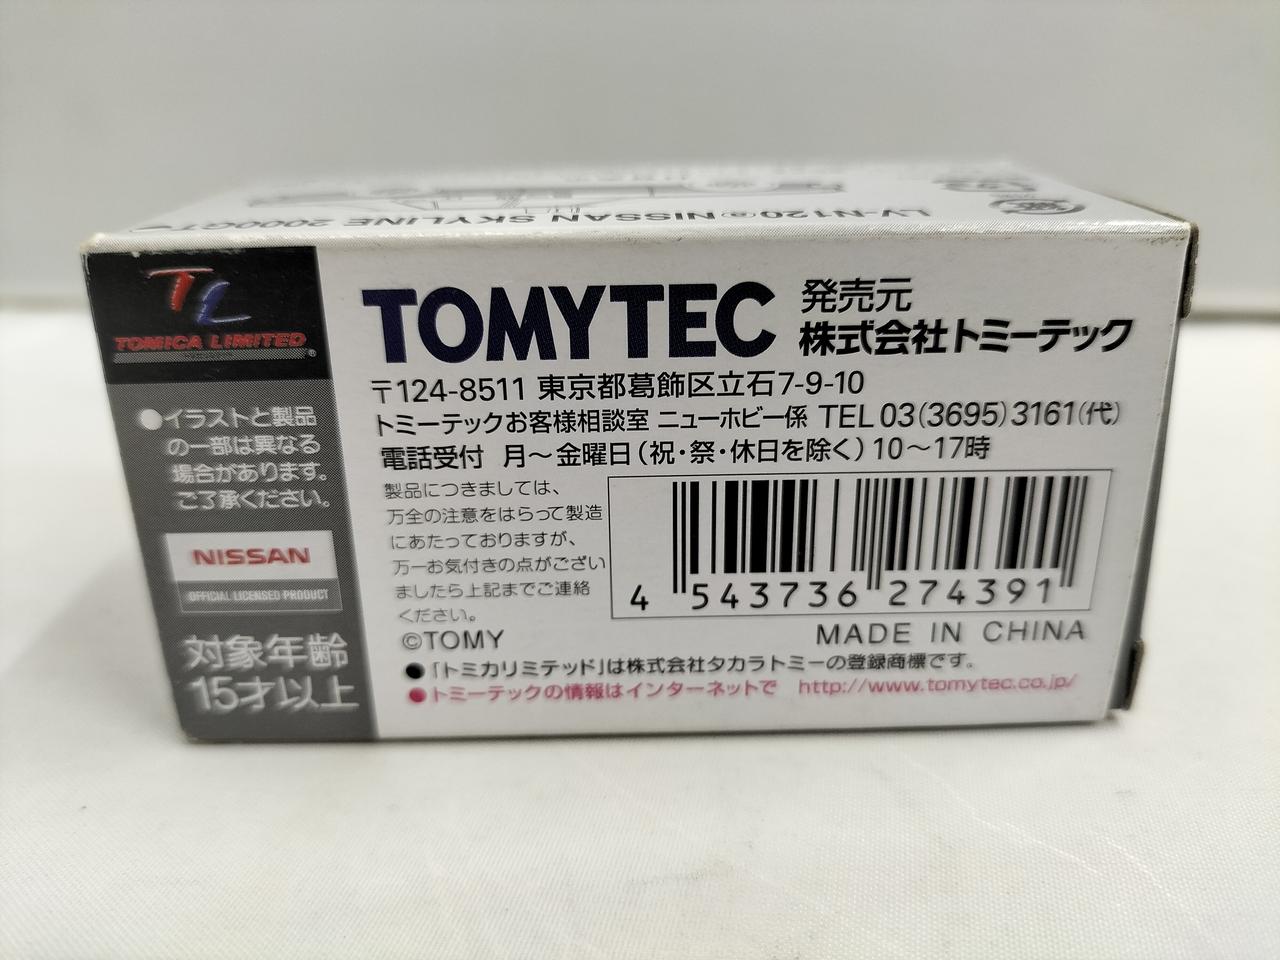 LV-N120ⓐ NISSAN SKYLINE 2000GT
TL
TOMICA LIMITED
®
●イラストと製品
の一部は異なる
場合があります。
ご了承ください。
NISSAN
OFFICIAL LICENSED PRODUCT
対象年齢
15才以上
TOMYTEC
発売元
株式会社トミーテック
〒124-8511 東京都葛飾区立石7-9-10
トミーテックお客様相談室 ニューホビー係 TEL 03(3695)3161(代)
電話受付 月〜金曜日(祝・祭・休日を除く)10〜17時
製品につきましては、
万全の注意をはらって製造
にあたっておりますが、
万一お気付きの点がござい
ましたら上記までご連絡
ください。
4 543736 274391
©TOMY
MADE IN CHINA
●「トミカリミテッド」は株式会社タカラトミーの登録商標です。
●トミーテックの情報はインターネットで http://www.tomytec.co.jp/